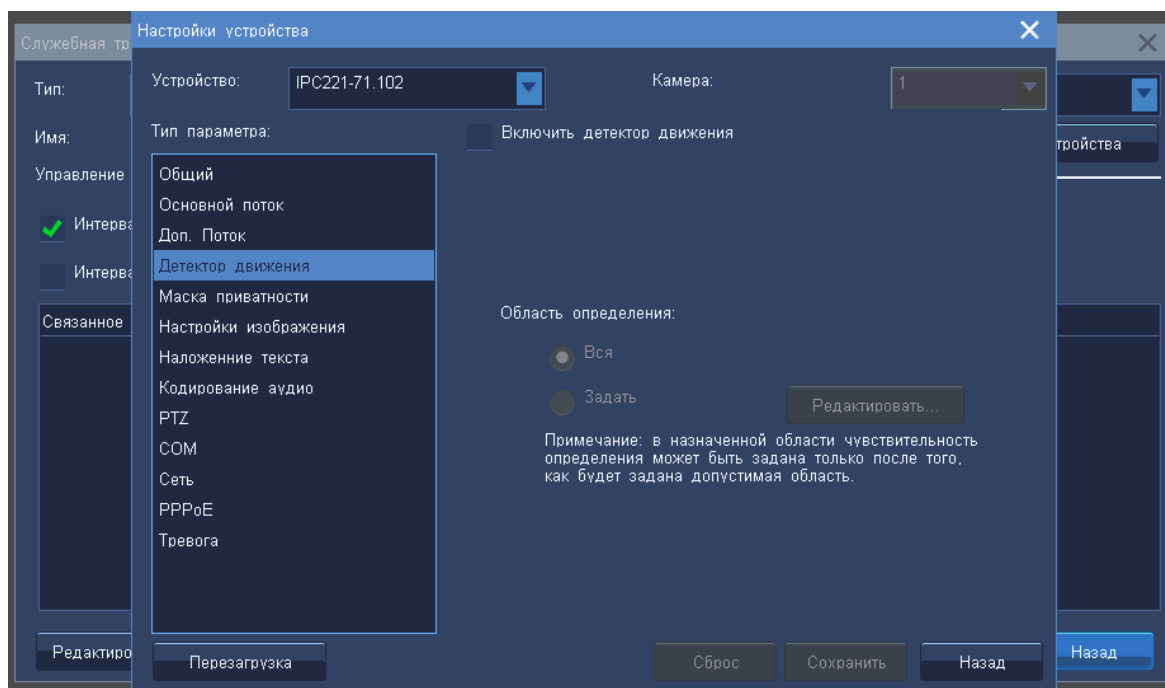 Служебная тр
Настройки устройства
Тип:
Устройство:
IPC221-71.102
Камера:
1
Имя:
Тип параметра:
Включить детектор движения
тройства
Управление
Общий
Основной поток
Интерва
Доп. Поток
Детектор движения
Интерва
Маска приватности
Связанное
Настройки изображения
Область определения:
Наложенние текста
Вся
Кодирование аудио
Задать
Редактировать...
PTZ
COM
Примечание: в назначенной области чувствительность
определения может быть задана только после того,
как будет задана допустимая область.
Сеть
PPPoE
Тревога
Редактиро
Перезагрузка
Сброс
Сохранить
Назад
Назад